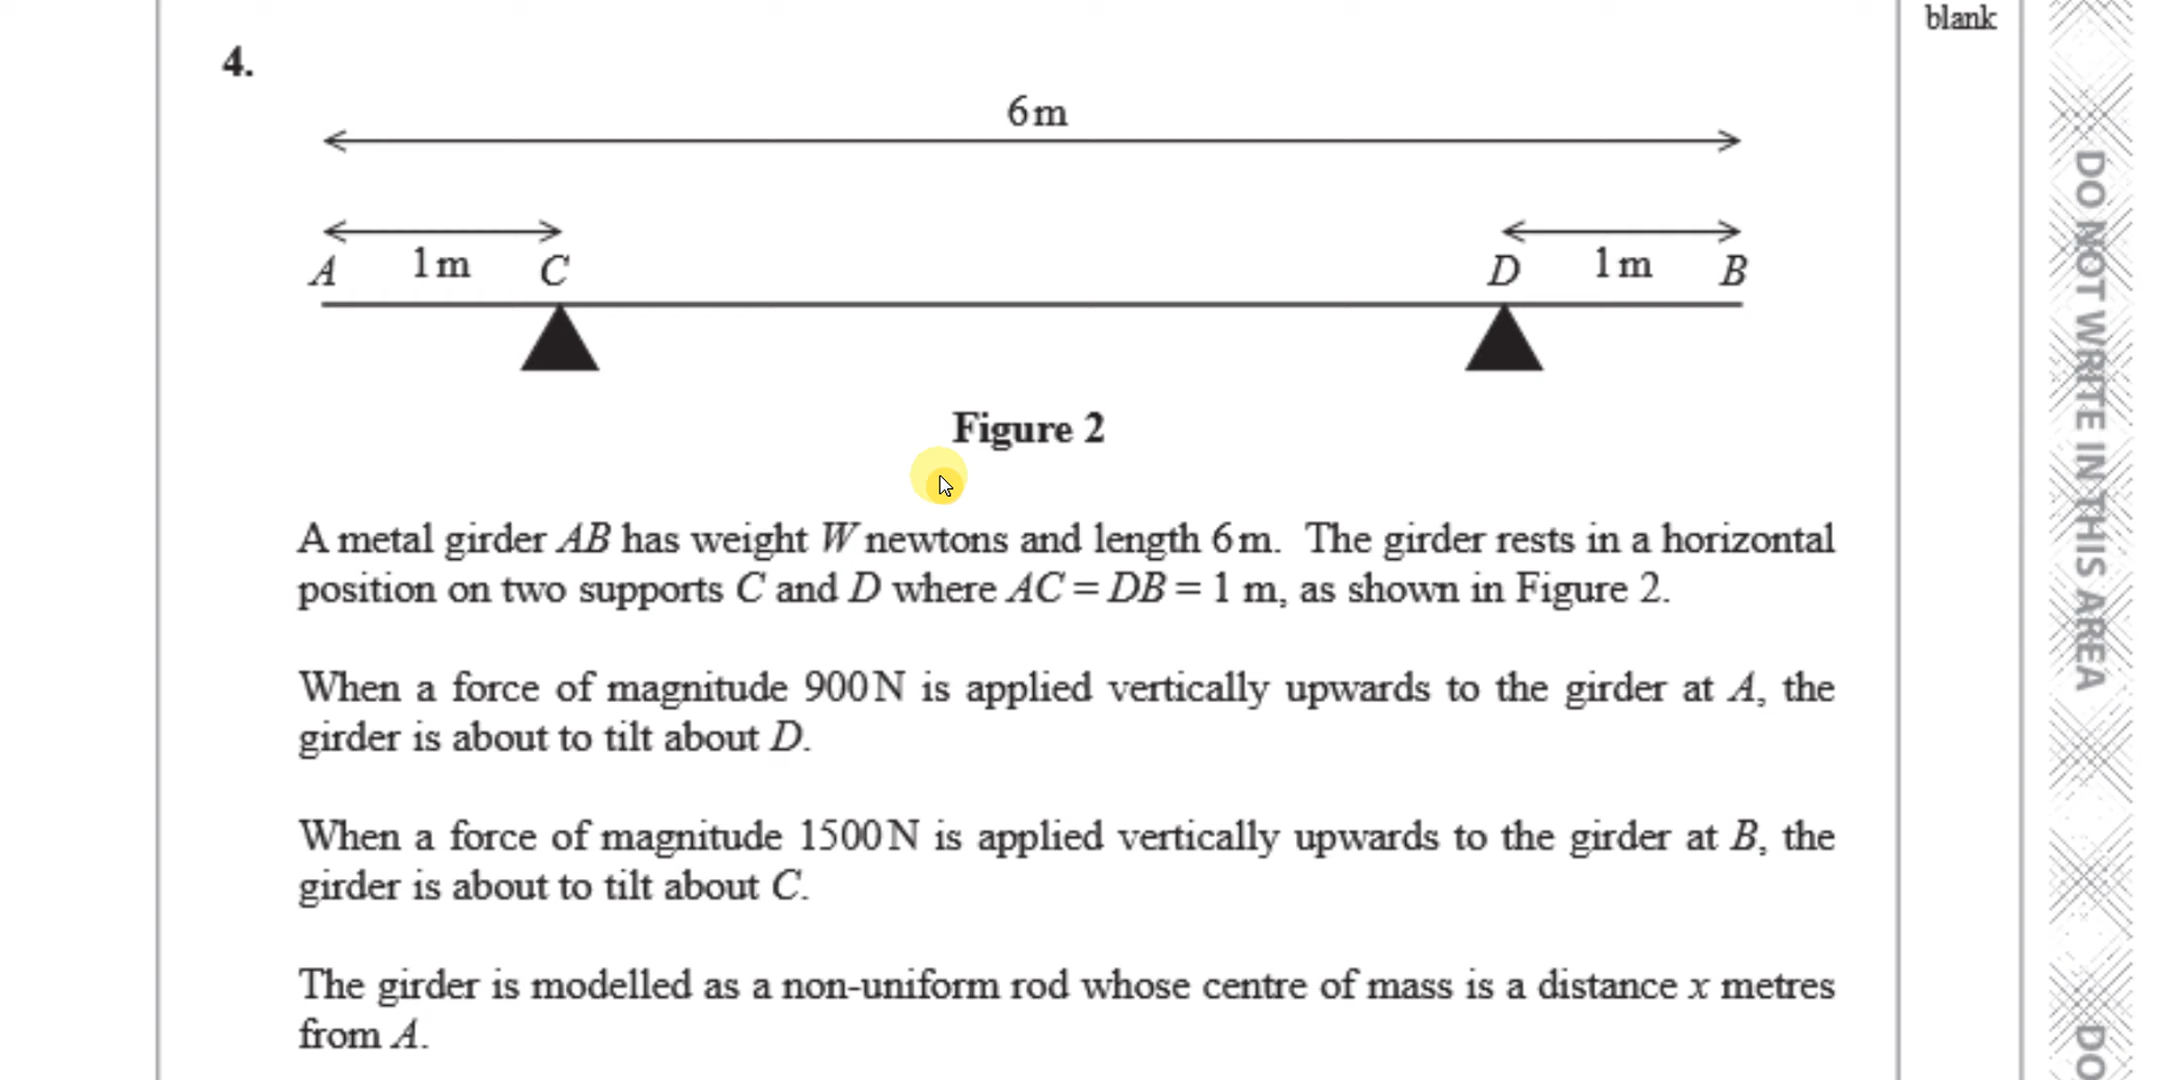 blank
4.
6 m
1 m
1 m
A
C
D
B
Figure 2
A metal girder AB has weight W newtons and length 6 m. The girder rests in a horizontal
position on two supports C and D where AC = DB = 1 m, as shown in Figure 2.
When a force of magnitude 900 N is applied vertically upwards to the girder at A, the
girder is about to tilt about D.
When a force of magnitude 1500 N is applied vertically upwards to the girder at B, the
girder is about to tilt about C.
The girder is modelled as a non-uniform rod whose centre of mass is a distance x metres
from A.
DO NOT WRITE IN THIS AREA
DO